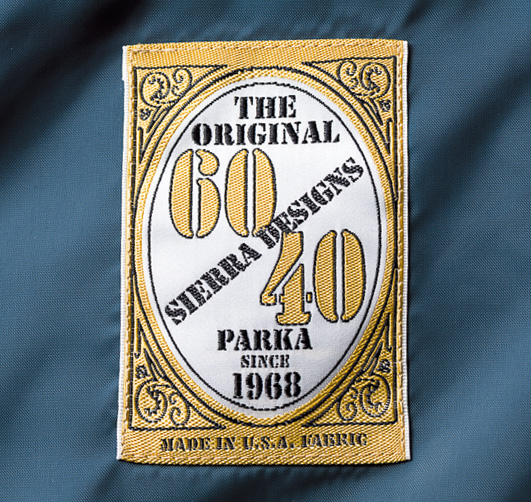 THE
ORIGINAL
60
SIERRA DESIGNS
40
PARKA
SINCE
1968
MADE IN U.S.A. FABRIC